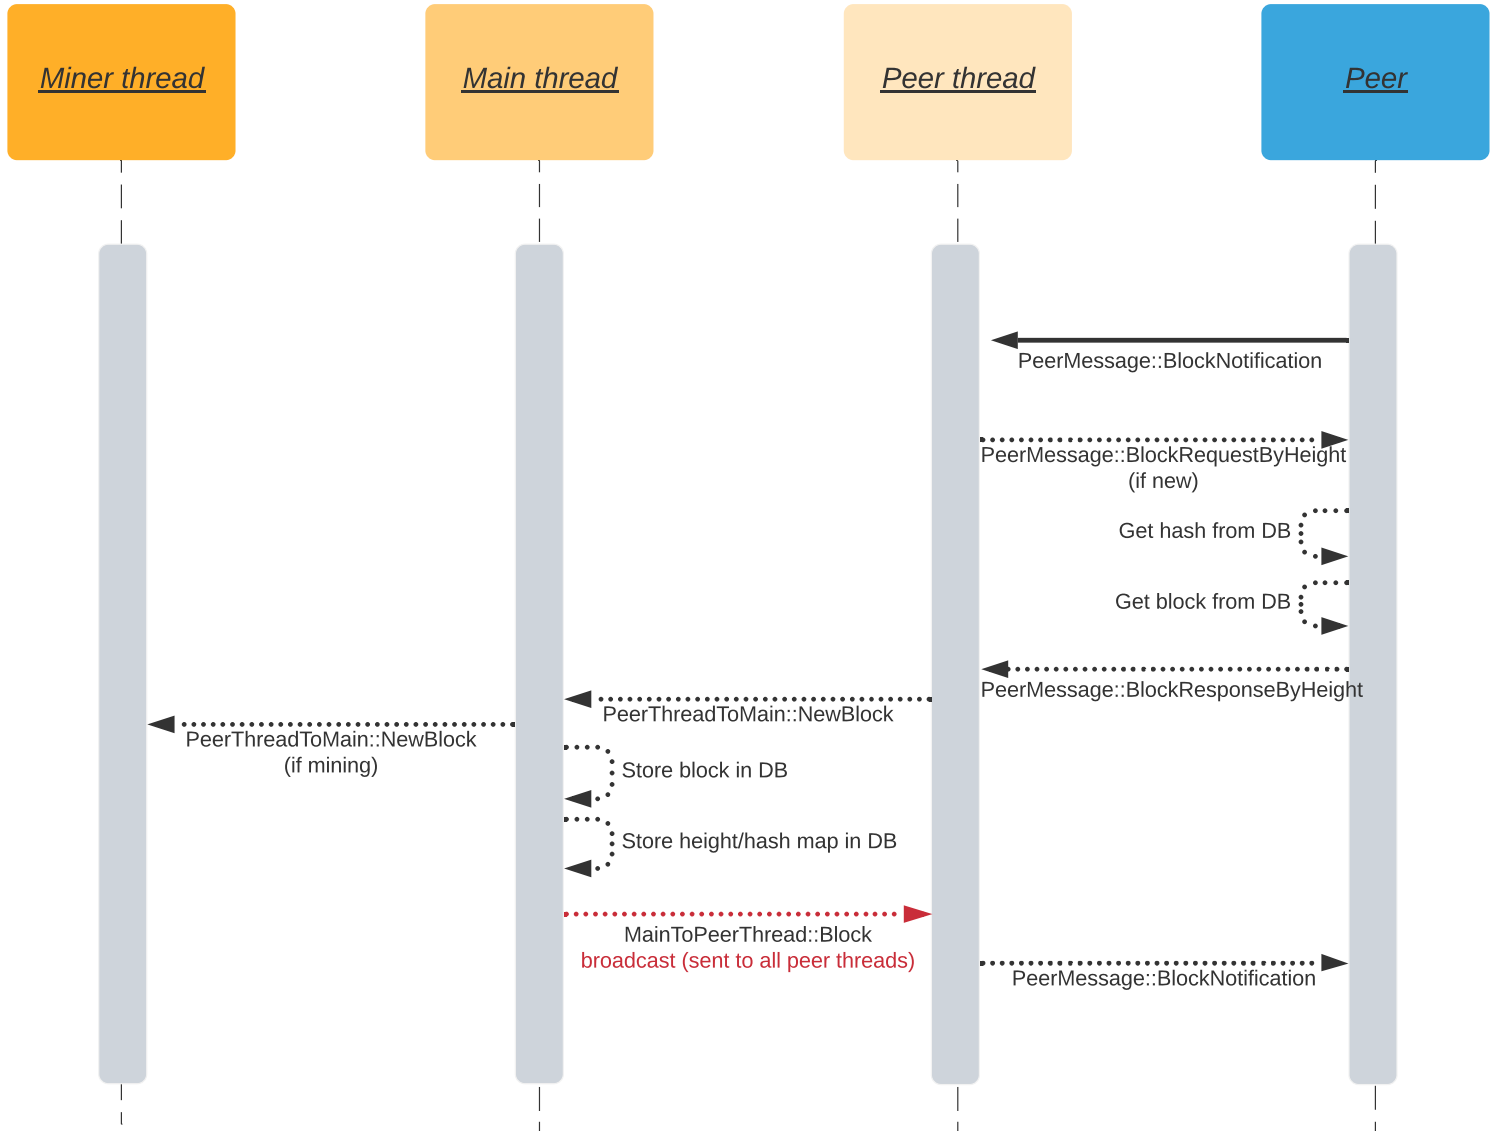 Miner thread
Main thread
Peer thread
Peer
PeerMessage::BlockNotification
PeerMessage::BlockRequestByHeight
(if new)
Get hash from DB
Get block from DB
PeerMessage::BlockResponseByHeight
PeerThreadToMain::NewBlock
PeerThreadToMain::NewBlock
(if mining)
Store block in DB
Store height/hash map in DB
MainToPeerThread::Block
broadcast (sent to all peer threads)
PeerMessage::BlockNotification